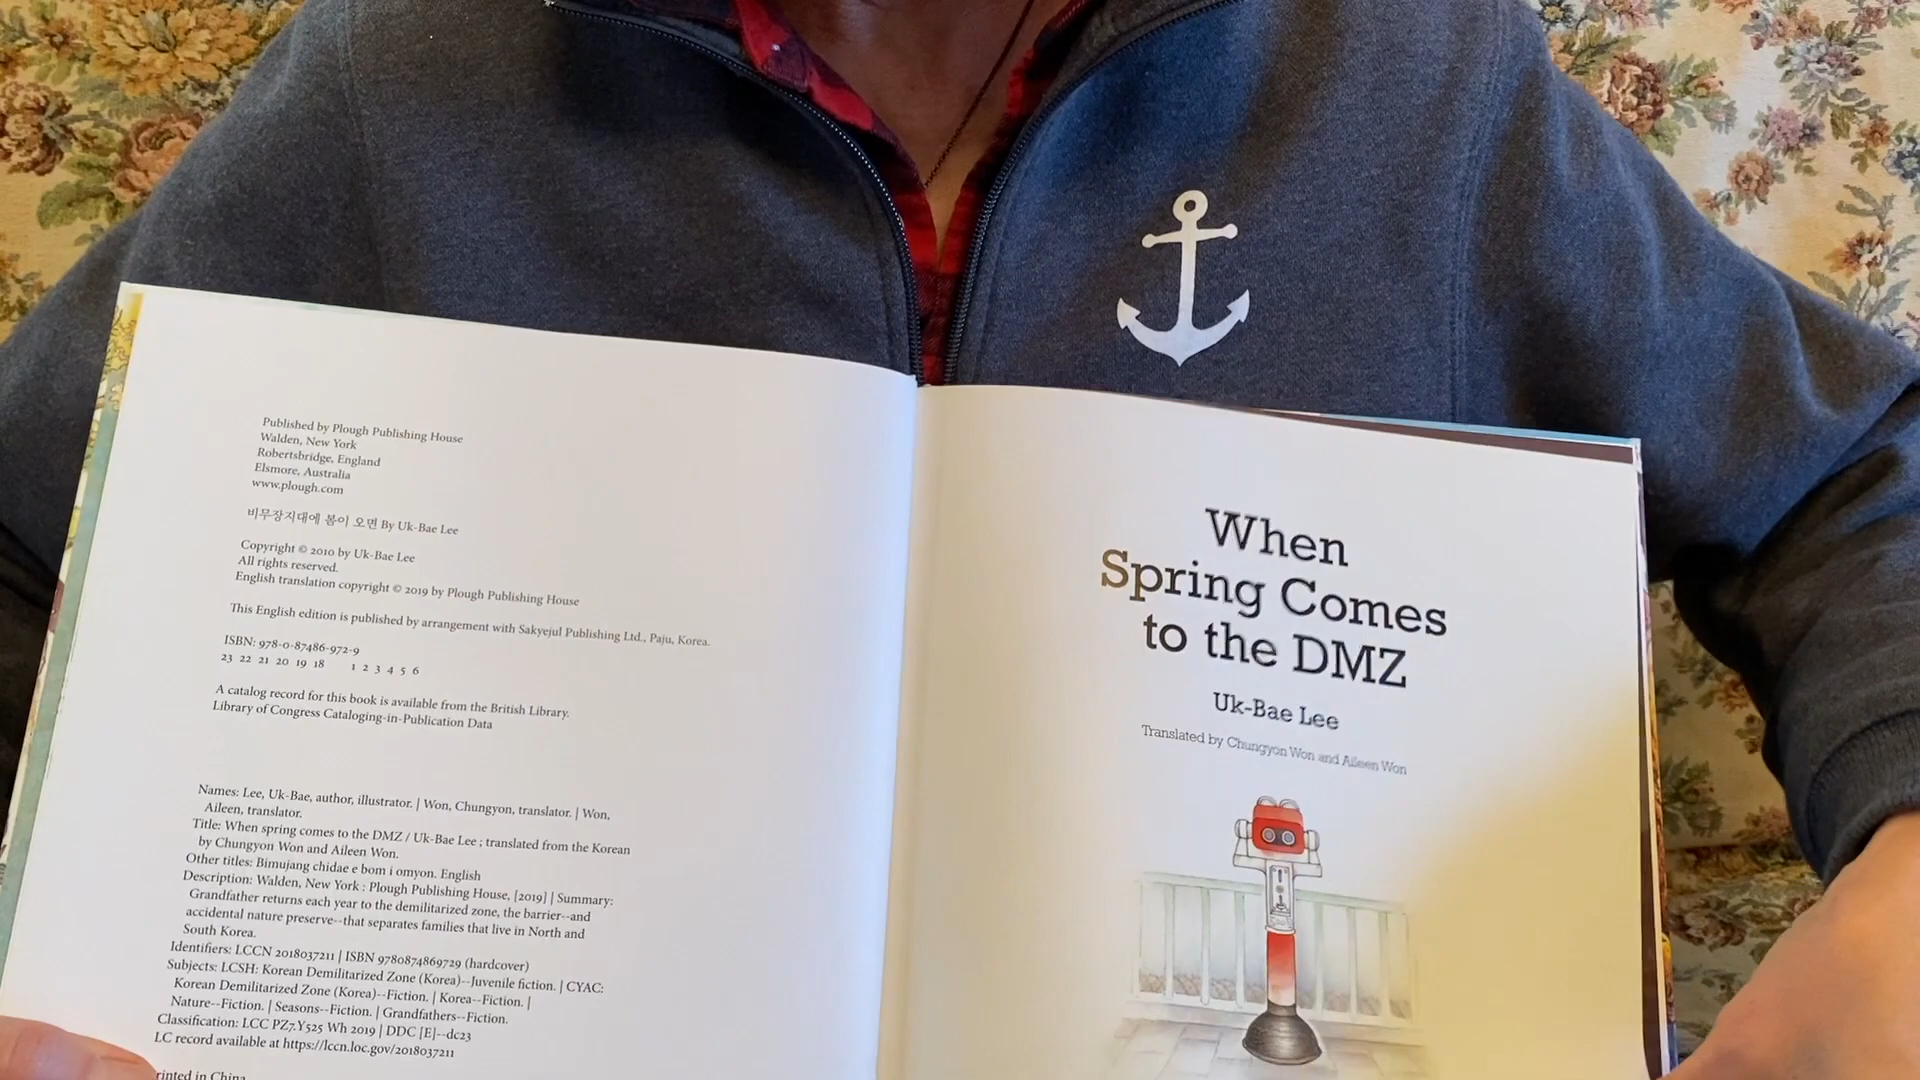 Published by Plough Publishing House
Walden, New York
Robertsbridge, England
Elsmore, Australia
www.plough.com
비무장지대에 봄이 오면 By Uk-Bae Lee
Copyright © 2010 by Uk-Bae Lee
All rights reserved.
English translation copyright © 2019 by Plough Publishing House
This English edition is published by arrangement with Sakyejul Publishing Ltd., Paju, Korea.
ISBN: 978-0-87486-972-9
23 22 21 20 19 18 1 2 3 4 5 6
A catalog record for this book is available from the British Library.
Library of Congress Cataloging-in-Publication Data
Names: Lee, Uk-Bae, author, illustrator. | Won, Chungyon, translator. | Won,
Aileen, translator.
Title: When spring comes to the DMZ / Uk-Bae Lee ; translated from the Korean
by Chungyon Won and Aileen Won.
Other titles: Bimujang chidae e bom i omyon. English
Description: Walden, New York : Plough Publishing House, [2019] | Summary:
Grandfather returns each year to the demilitarized zone, the barrier--and
accidental nature preserve--that separates families that live in North and
South Korea.
Identifiers: LCCN 2018037211 | ISBN 9780874869729 (hardcover)
Subjects: LCSH: Korean Demilitarized Zone (Korea)--Juvenile fiction. | CYAC:
Korean Demilitarized Zone (Korea)--Fiction. | Korea--Fiction. |
Nature--Fiction. | Seasons--Fiction. | Grandfathers--Fiction.
Classification: LCC PZ7.Y525 Wh 2019 | DDC [E]--dc23
LC record available at https://lccn.loc.gov/2018037211
rinted in China
When
Spring Comes
to the DMZ
Uk-Bae Lee
Translated by Chungyon Won and Aileen Won